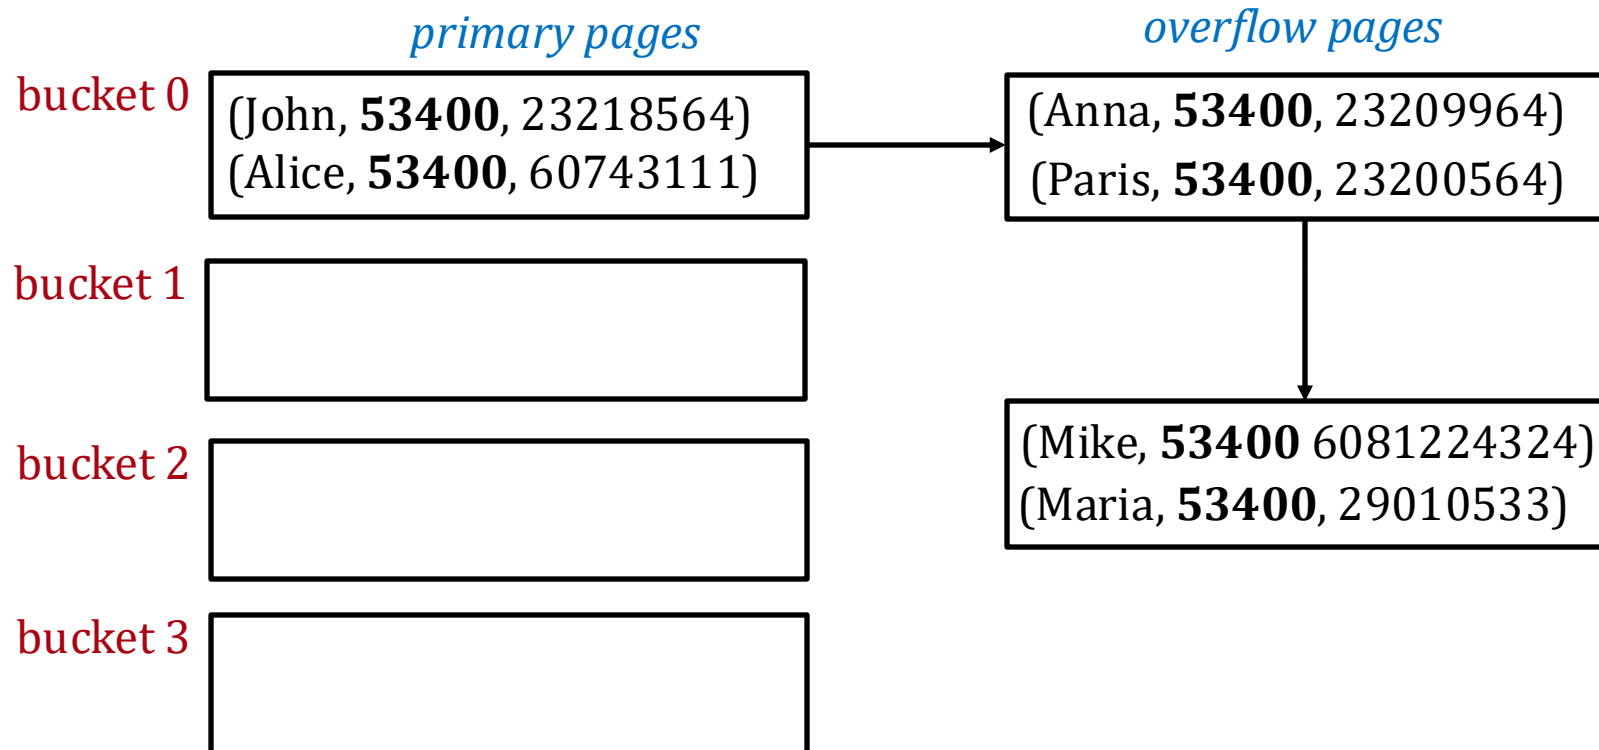 primary pages
overflow pages
bucket 0
(John, 53400, 23218564)
(Alice, 53400, 60743111)
(Anna, 53400, 23209964)
(Paris, 53400, 23200564)
bucket 1
bucket 2
(Mike, 53400 6081224324)
(Maria, 53400, 29010533)
bucket 3